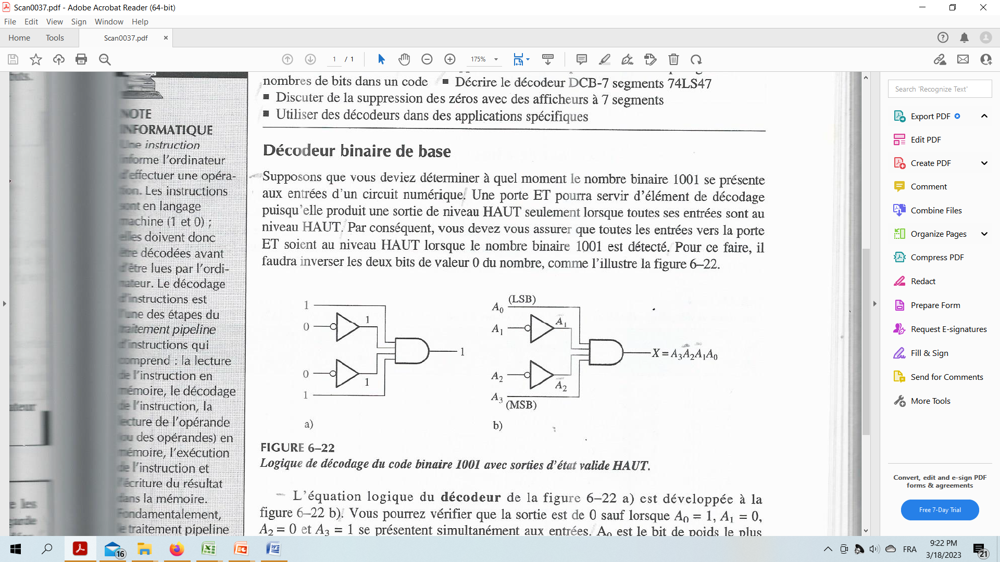 Scan0037.pdf - Adobe Acrobat Reader (64-bit)
File Edit View Sign Window Help
Home Tools Scan0037.pdf ×
1 / 1 175%
NOTE
INFORMATIQUE
Une instruction
informe l'ordinateur
d'effectuer une opéra-
tion. Les instructions
sont en langage
machine (1 et 0) ;
elles doivent donc
être décodées avant
d'être lues par l'ordi-
nateur. Le décodage
d'instructions est
l'une des étapes du
traitement pipeline
d'instructions qui
comprend : la lecture
de l'instruction en
mémoire, le décodage
de l'instruction, la
lecture de l'opérande
(ou des opérandes) en
mémoire, l'exécution
de l'instruction et
l'écriture du résultat
dans la mémoire.
Fondamentalement,
le traitement pipeline
nombres de bits dans un code ▪ Décrire le décodeur DCB-7 segments 74LS47
▪ Discuter de la suppression des zéros avec des afficheurs à 7 segments
▪ Utiliser des décodeurs dans des applications spécifiques
Décodeur binaire de base
Supposons que vous deviez déterminer à quel moment le nombre binaire 1001 se présente
aux entrées d'un circuit numérique. Une porte ET pourra servir d'élément de décodage
puisqu'elle produit une sortie de niveau HAUT seulement lorsque toutes ses entrées sont au
niveau HAUT. Par conséquent, vous devez vous assurer que toutes les entrées vers la porte
ET soient au niveau HAUT lorsque le nombre binaire 1001 est détecté. Pour ce faire, il
faudra inverser les deux bits de valeur 0 du nombre, comme l'illustre la figure 6–22.
1
0 1
1
0 1
1
a)
(LSB)
A₀
A₁ A̅₁
X = A₃A̅₂A̅₁A₀
A₂ A̅₂
A₃
(MSB)
b)
FIGURE 6–22
Logique de décodage du code binaire 1001 avec sorties d'état valide HAUT.
L'équation logique du décodeur de la figure 6–22 a) est développée à la
figure 6–22 b). Vous pourrez vérifier que la sortie est de 0 sauf lorsque A₀ = 1, A₁ = 0,
A₂ = 0 et A₃ = 1 se présentent simultanément aux entrées. A₀ est le bit de poids le plus
Search 'Recognize Text'
Export PDF
Edit PDF
Create PDF
Comment
Combine Files
Organize Pages
Compress PDF
Redact
Prepare Form
Request E-signatures
Fill & Sign
Send for Comments
More Tools
Convert, edit and e-sign PDF
forms & agreements
Free 7-Day Trial
16
FRA
9:22 PM
3/18/2023
21